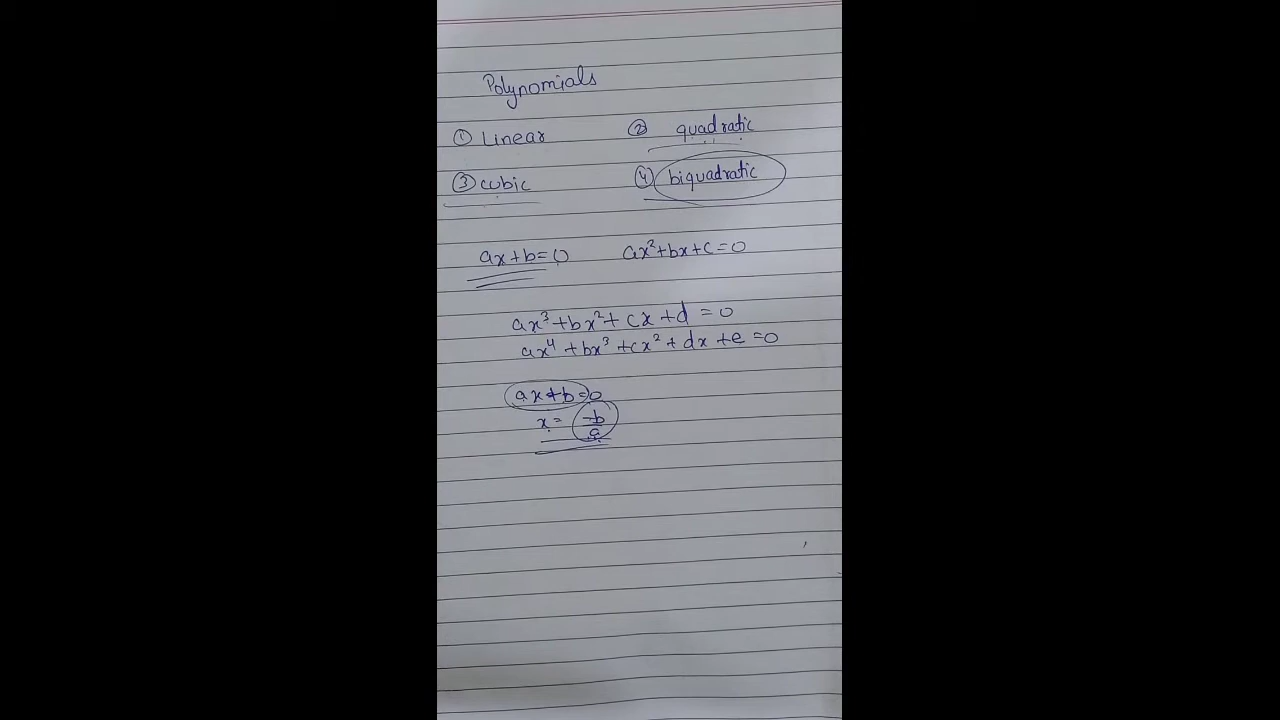 Polynomials
① Linear ② quadratic
③ cubic ④ biquadratic
ax+b=0 ax²+bx+c=0
ax³+bx²+cx+d=0
ax⁴+bx³+cx²+dx+e=0
ax+b=0
x = -b/a